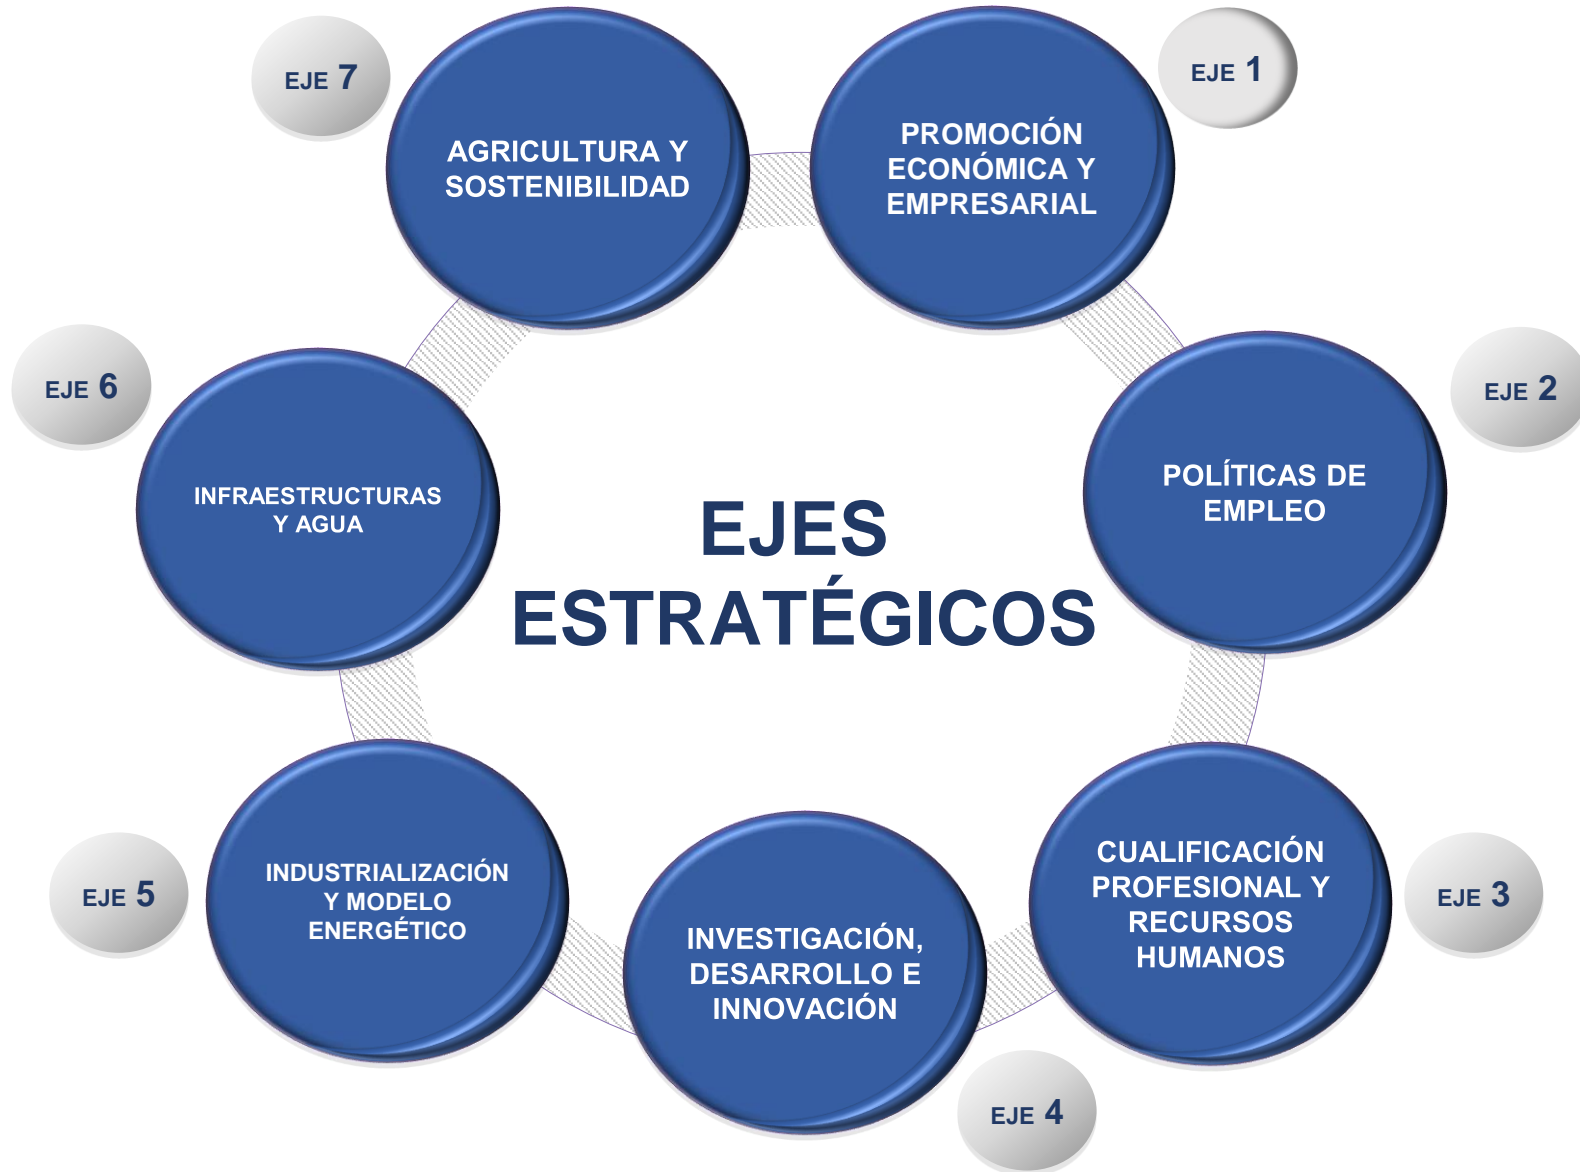 EJE 1
PROMOCIÓN
ECONÓMICA Y
EMPRESARIAL
EJE 2
POLÍTICAS DE
EMPLEO
EJE 3
CUALIFICACIÓN
PROFESIONAL Y
RECURSOS
HUMANOS
EJE 4
INVESTIGACIÓN,
DESARROLLO E
INNOVACIÓN
EJE 5
INDUSTRIALIZACIÓN
Y MODELO
ENERGÉTICO
EJE 6
INFRAESTRUCTURAS
Y AGUA
EJE 7
AGRICULTURA Y
SOSTENIBILIDAD
EJES
ESTRATÉGICOS